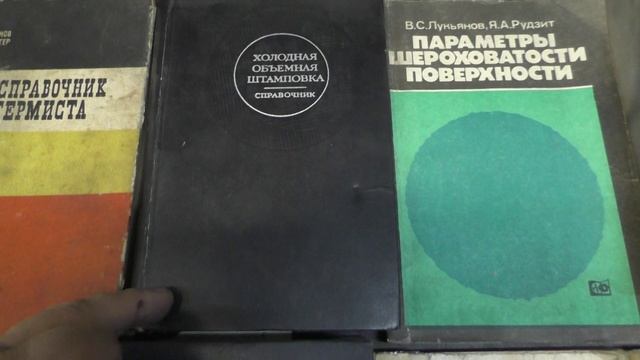 СПРАВОЧНИК
ТЕРМИСТА
ХОЛОДНАЯ
ОБЪЕМНАЯ
ШТАМПОВКА
СПРАВОЧНИК
В.С.Лукьянов, Я.А.Рудзит
ПАРАМЕТРЫ
ШЕРОХОВАТОСТИ
ПОВЕРХНОСТИ